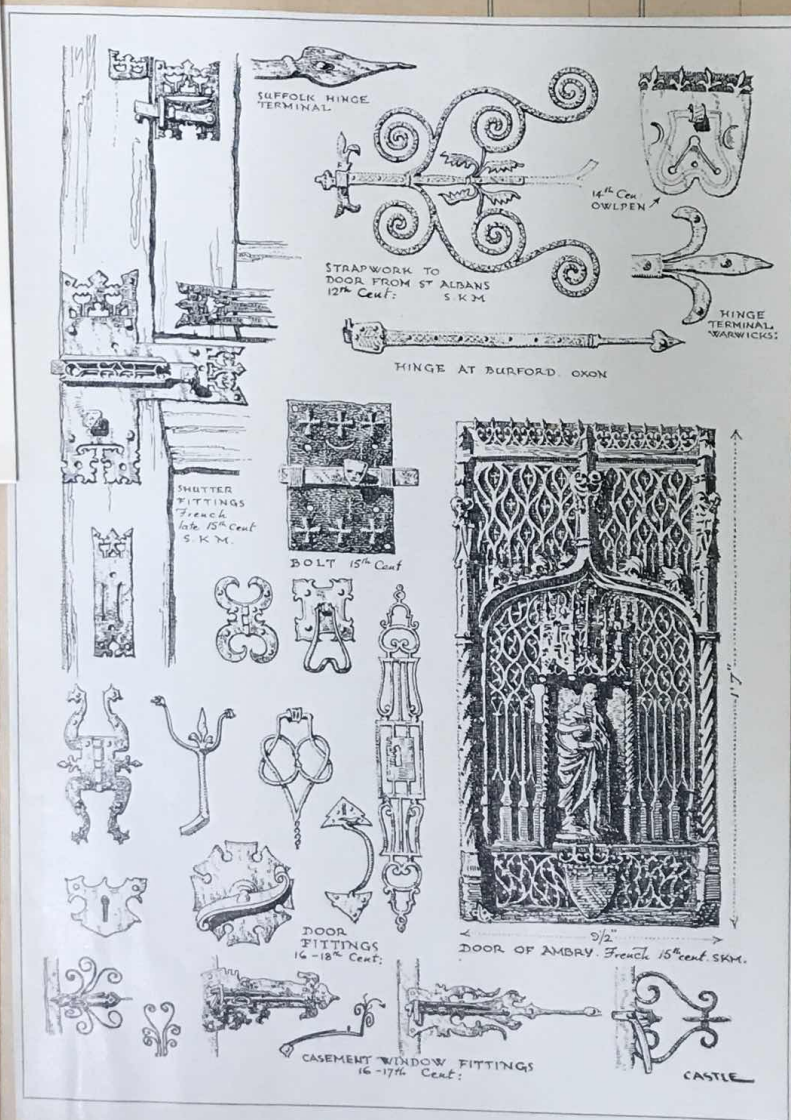 SUFFOLK HINGE
TERMINAL
14th Cen
OWLPEN
STRAPWORK TO
DOOR FROM ST ALBANS
12th Cent: S.K.M
HINGE
TERMINAL
WARWICKS:
HINGE AT BURFORD. OXON
SHUTTER
FITTINGS
French
late 15th Cent
S.K.M.
BOLT 15th Cent
1'7"
9½"
DOOR OF AMBRY. French 15th cent. SKM.
DOOR
FITTINGS
16-18th Cent:
CASEMENT WINDOW FITTINGS
16-17th Cent:
CASTLE